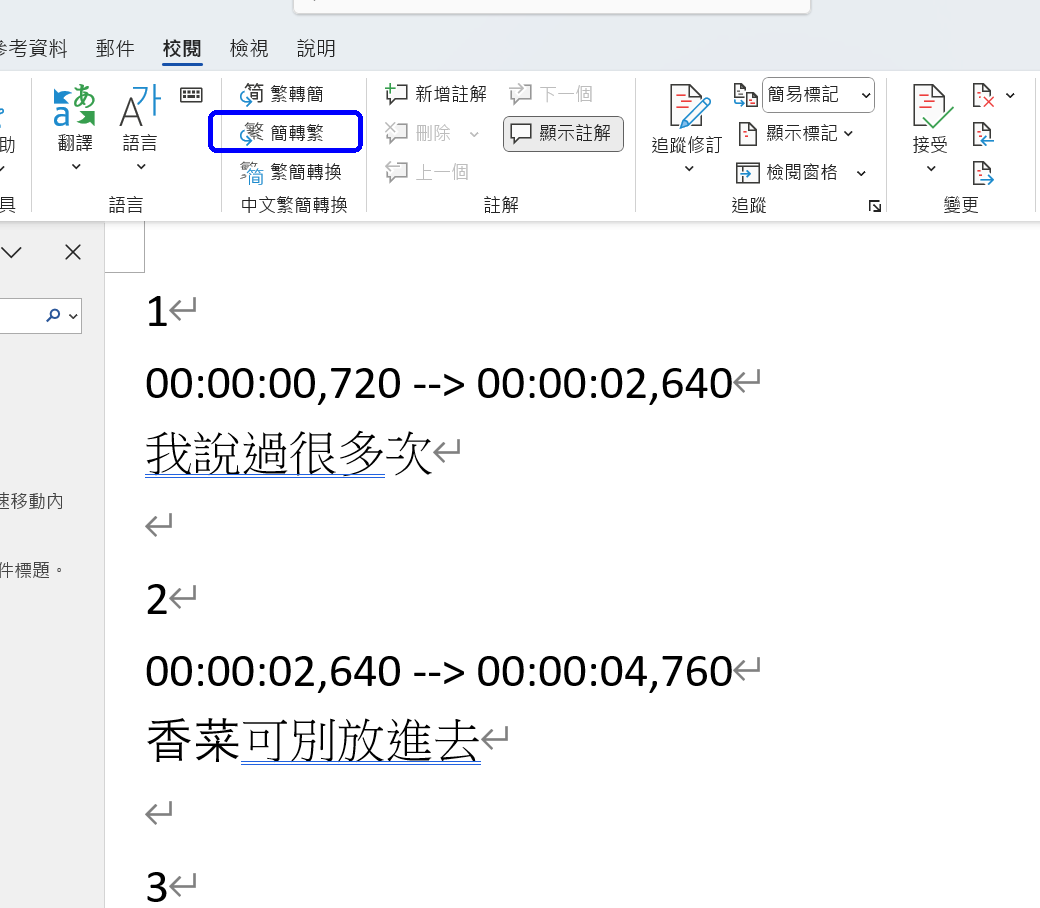 參考資料 郵件 校閱 檢視 說明
繁轉簡 新增註解 下一個 簡易標記
簡轉繁 刪除 顯示註解 顯示標記
助 翻譯 語言 追蹤修訂 接受
繁簡轉換 上一個 檢閱窗格
具 語言 中文繁簡轉換 註解 追蹤 變更
1
00:00:00,720 --> 00:00:02,640
我說過很多次
速移動內
件標題。
2
00:00:02,640 --> 00:00:04,760
香菜可別放進去
3